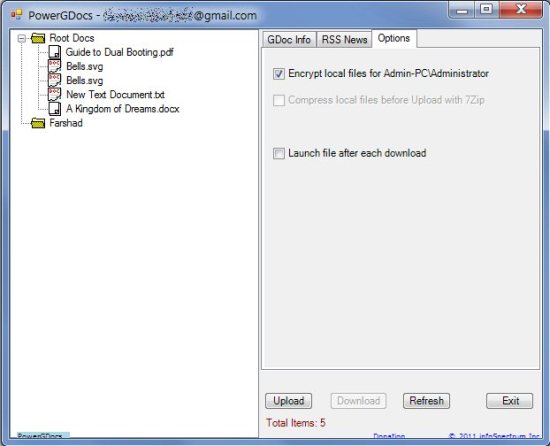 PowerGDocs - @gmail.com
Root Docs
Guide to Dual Booting.pdf
Bells.svg
Bells.svg
New Text Document.txt
A Kingdom of Dreams.docx
Farshad
GDoc Info
RSS News
Options
Encrypt local files for Admin-PC\Administrator
Compress local files before Upload with 7Zip
Launch file after each download
Upload
Download
Refresh
Exit
Total Items: 5
PowerGDocs
Donation
© 2011 infoSpectrum Inc